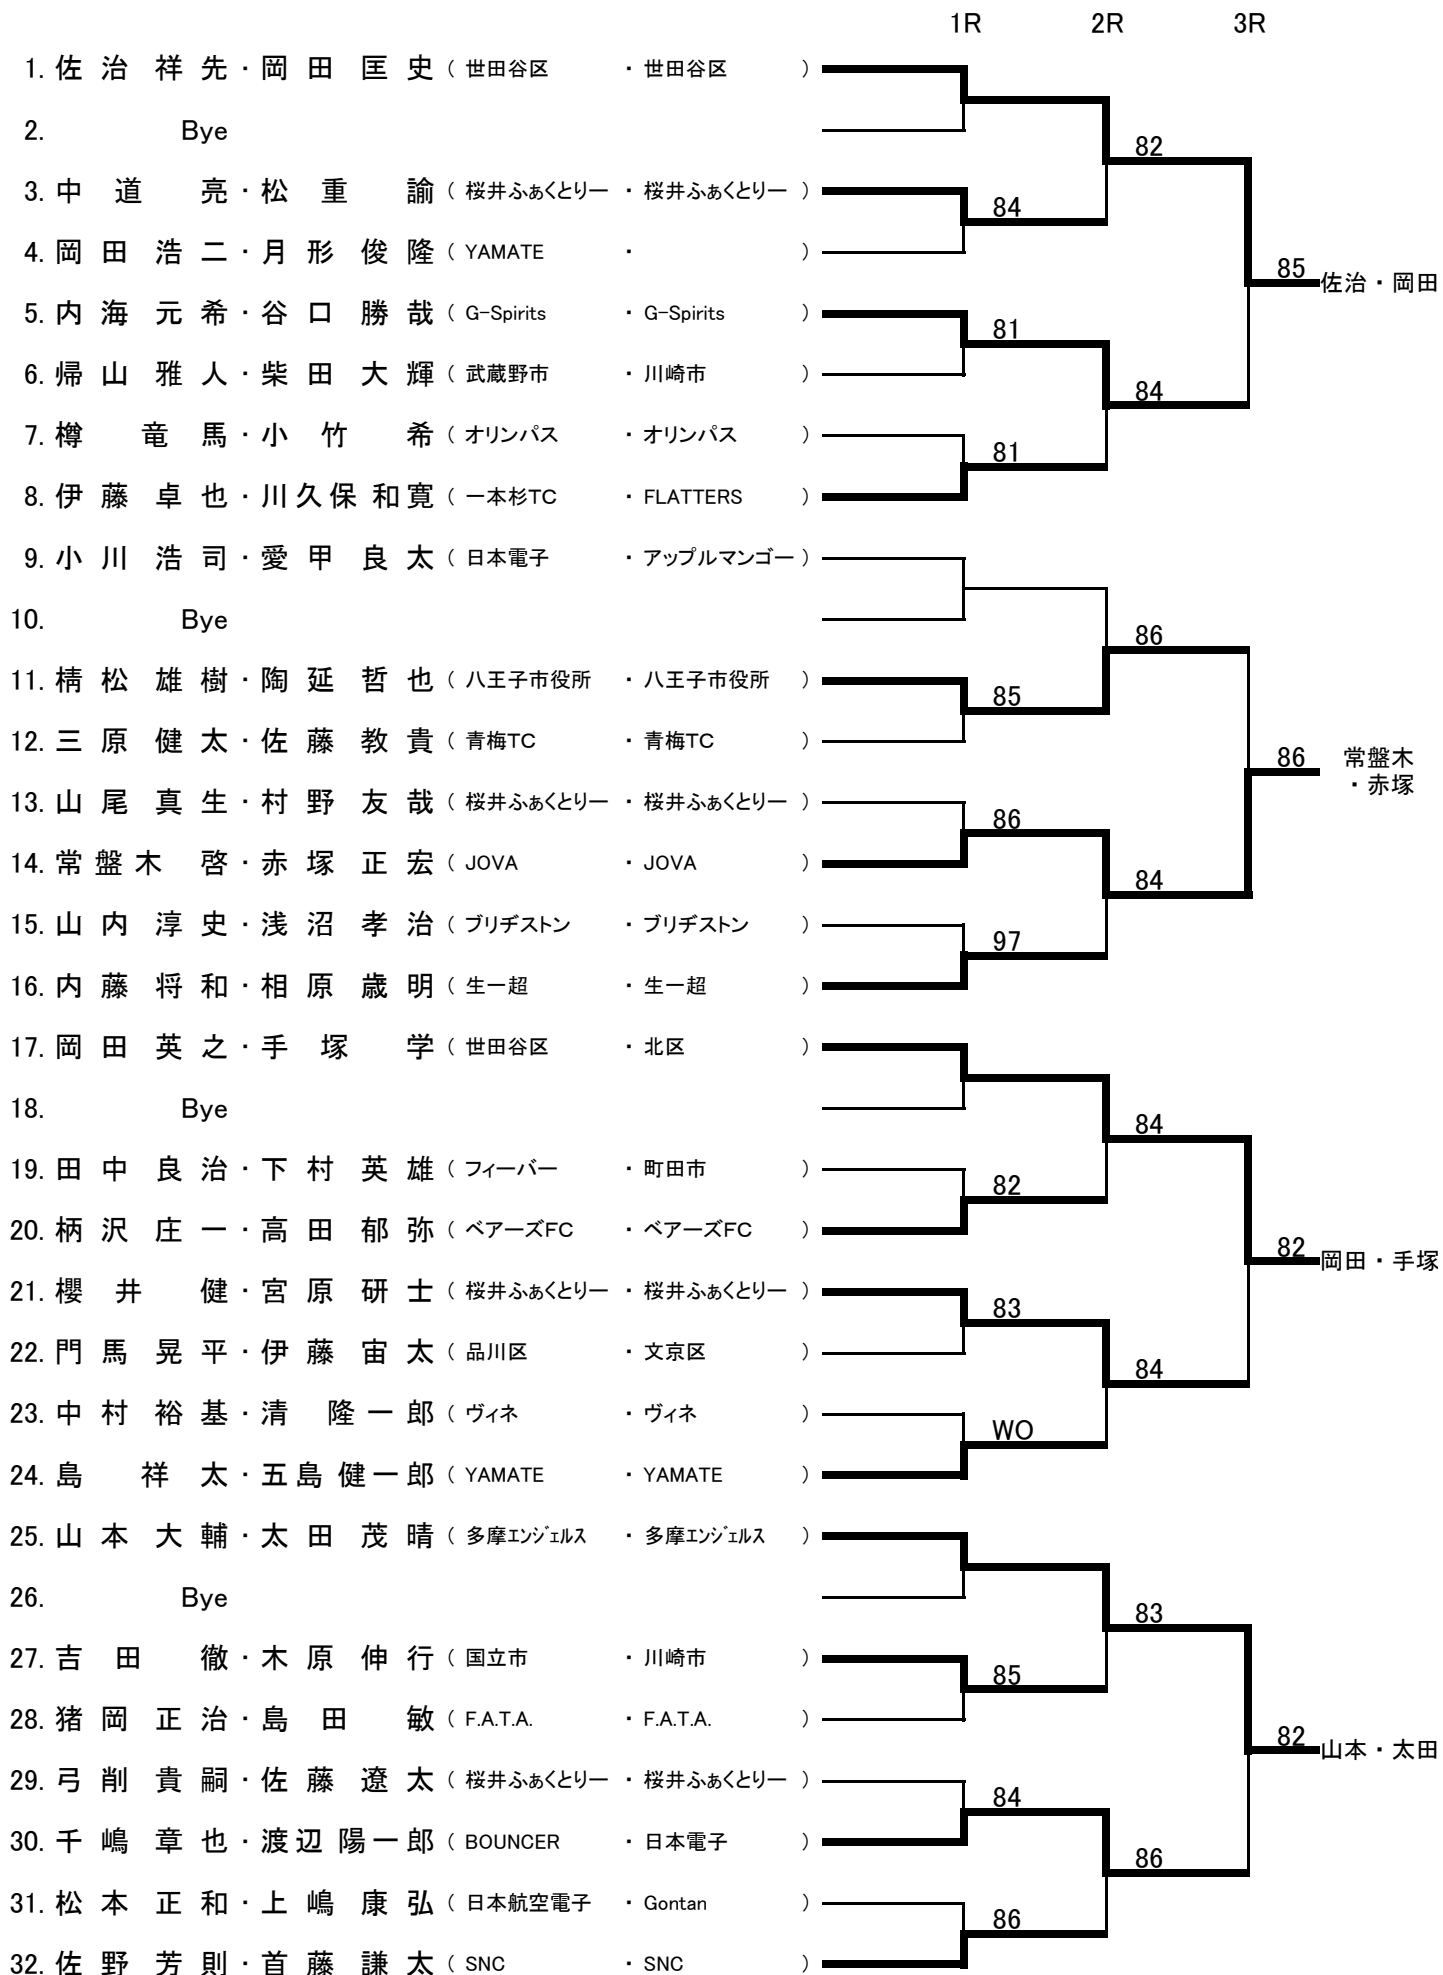 1R 2R 3R
1. 佐治祥先・岡田匡史 ( 世田谷区 ・ 世田谷区 )
2. Bye
82
3. 中道亮・松重諭 ( 桜井ふぁくとりー ・ 桜井ふぁくとりー )
84
4. 岡田浩二・月形俊隆 ( YAMATE ・ )
85 佐治・岡田
5. 内海元希・谷口勝哉 ( G-Spirits ・ G-Spirits )
81
6. 帰山雅人・柴田大輝 ( 武蔵野市 ・ 川崎市 )
84
7. 樽竜馬・小竹希 ( オリンパス ・ オリンパス )
81
8. 伊藤卓也・川久保和寛 ( 一本杉TC ・ FLATTERS )
9. 小川浩司・愛甲良太 ( 日本電子 ・ アップルマンゴー )
10. Bye
86
11. 棈松雄樹・陶延哲也 ( 八王子市役所 ・ 八王子市役所 )
85
12. 三原健太・佐藤教貴 ( 青梅TC ・ 青梅TC )
86 常盤木
・赤塚
13. 山尾真生・村野友哉 ( 桜井ふぁくとりー ・ 桜井ふぁくとりー )
86
14. 常盤木啓・赤塚正宏 ( JOVA ・ JOVA )
84
15. 山内淳史・浅沼孝治 ( ブリヂストン ・ ブリヂストン )
97
16. 内藤将和・相原歳明 ( 生一超 ・ 生一超 )
17. 岡田英之・手塚学 ( 世田谷区 ・ 北区 )
18. Bye
84
19. 田中良治・下村英雄 ( フィーバー ・ 町田市 )
82
20. 柄沢庄一・高田郁弥 ( ベアーズFC ・ ベアーズFC )
82 岡田・手塚
21. 櫻井健・宮原研士 ( 桜井ふぁくとりー ・ 桜井ふぁくとりー )
83
22. 門馬晃平・伊藤宙太 ( 品川区 ・ 文京区 )
84
23. 中村裕基・清隆一郎 ( ヴィネ ・ ヴィネ )
WO
24. 島祥太・五島健一郎 ( YAMATE ・ YAMATE )
25. 山本大輔・太田茂晴 ( 多摩エンジェルス ・ 多摩エンジェルス )
26. Bye
83
27. 吉田徹・木原伸行 ( 国立市 ・ 川崎市 )
85
28. 猪岡正治・島田敏 ( F.A.T.A. ・ F.A.T.A. )
82 山本・太田
29. 弓削貴嗣・佐藤遼太 ( 桜井ふぁくとりー ・ 桜井ふぁくとりー )
84
30. 千嶋章也・渡辺陽一郎 ( BOUNCER ・ 日本電子 )
86
31. 松本正和・上嶋康弘 ( 日本航空電子 ・ Gontan )
86
32. 佐野芳則・首藤謙太 ( SNC ・ SNC )